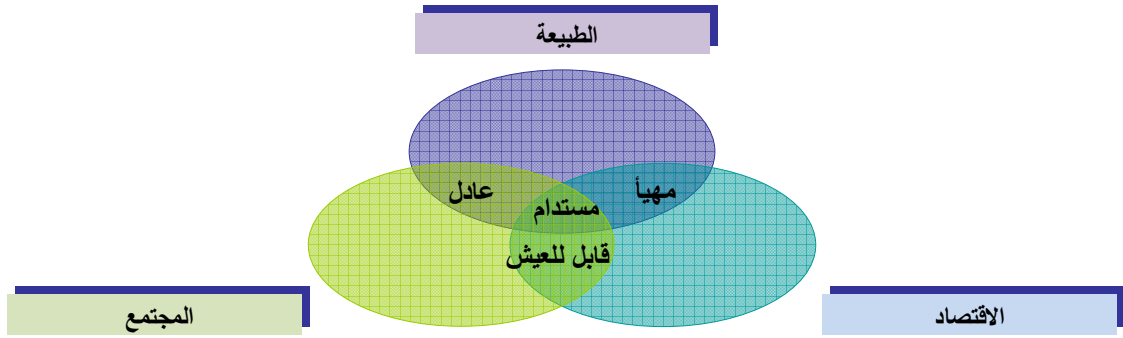 الطبيعة
عادل
مهيأ
مستدام
قابل للعيش
المجتمع
الاقتصاد